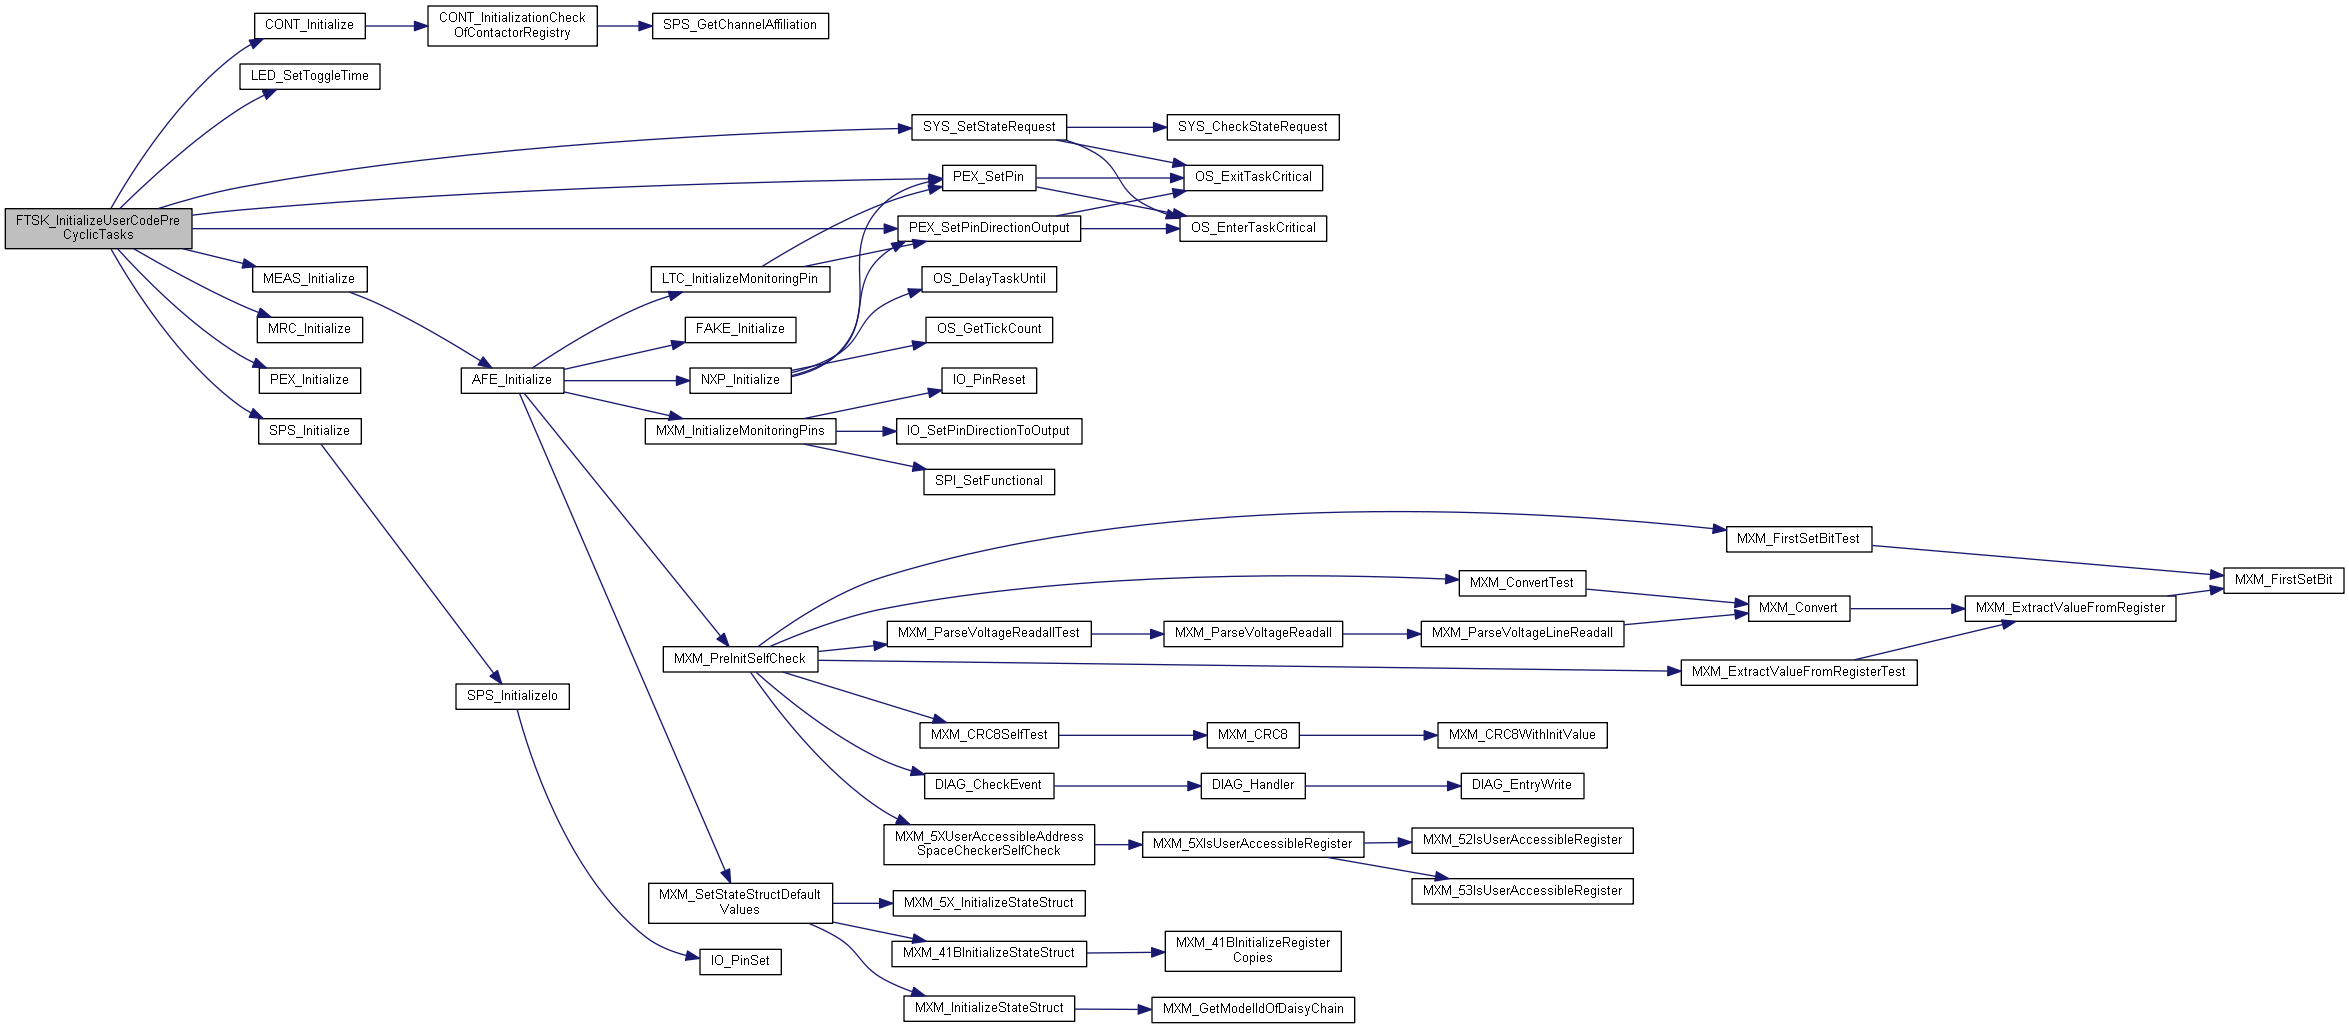 CONT_Initialize
CONT_InitializationCheck
OfContactorRegistry
SPS_GetChannelAffiliation
LED_SetToggleTime
SYS_SetStateRequest
SYS_CheckStateRequest
PEX_SetPin
OS_ExitTaskCritical
FTSK_InitializeUserCodePre
CyclicTasks
PEX_SetPinDirectionOutput
OS_EnterTaskCritical
MEAS_Initialize
LTC_InitializeMonitoringPin
OS_DelayTaskUntil
MRC_Initialize
FAKE_Initialize
OS_GetTickCount
PEX_Initialize
AFE_Initialize
NXP_Initialize
IO_PinReset
SPS_Initialize
MXM_InitializeMonitoringPins
IO_SetPinDirectionToOutput
SPI_SetFunctional
MXM_FirstSetBitTest
MXM_ConvertTest
MXM_FirstSetBit
MXM_Convert
MXM_ExtractValueFromRegister
MXM_ParseVoltageReadallTest
MXM_ParseVoltageReadall
MXM_ParseVoltageLineReadall
MXM_PreInitSelfCheck
MXM_ExtractValueFromRegisterTest
SPS_InitializeIo
MXM_CRC8SelfTest
MXM_CRC8
MXM_CRC8WithInitValue
DIAG_CheckEvent
DIAG_Handler
DIAG_EntryWrite
MXM_5XUserAccessibleAddress
SpaceCheckerSelfCheck
MXM_5XIsUserAccessibleRegister
MXM_52IsUserAccessibleRegister
MXM_53IsUserAccessibleRegister
MXM_SetStateStructDefault
Values
MXM_5X_InitializeStateStruct
MXM_41BInitializeStateStruct
MXM_41BInitializeRegister
Copies
IO_PinSet
MXM_InitializeStateStruct
MXM_GetModelIdOfDaisyChain